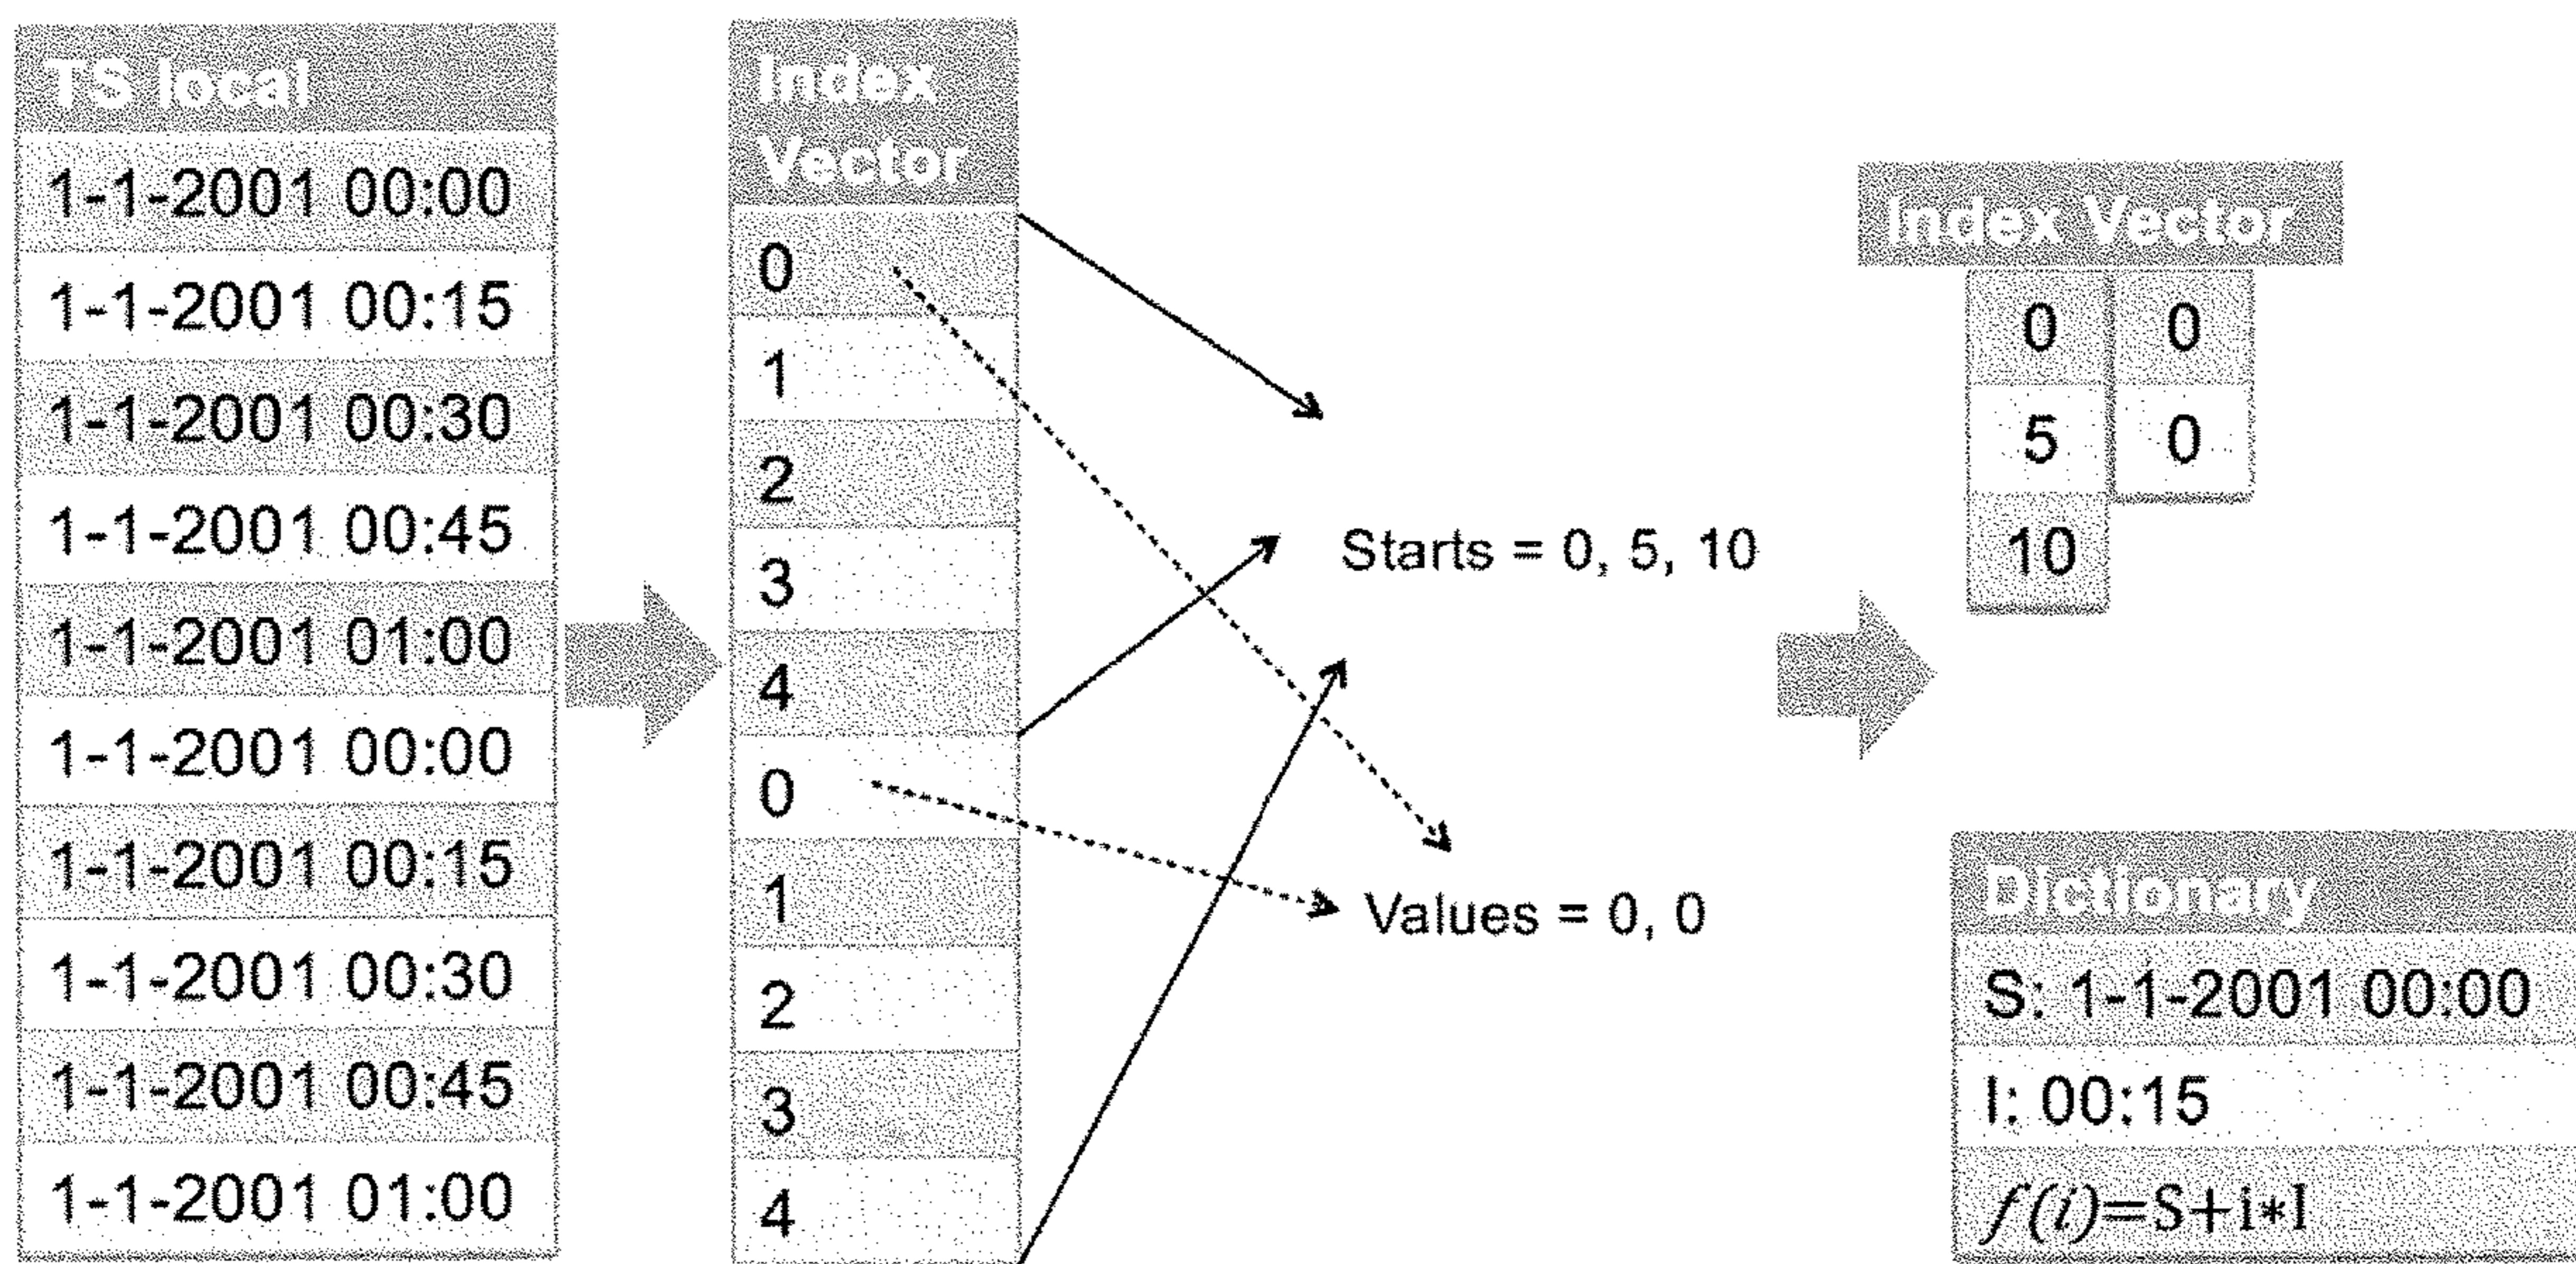 TS local
1-1-2001 00:00
1-1-2001 00:15
1-1-2001 00:30
1-1-2001 00:45
1-1-2001 01:00
1-1-2001 00:00
1-1-2001 00:15
1-1-2001 00:30
1-1-2001 00:45
1-1-2001 01:00
Index
Vector
0
1
2
3
4
0
1
2
3
4
Starts = 0, 5, 10
Values = 0, 0
Index Vector
0 0
5 0
10
Dictionary
S: 1-1-2001 00:00
I: 00:15
f(i)=S+i*I